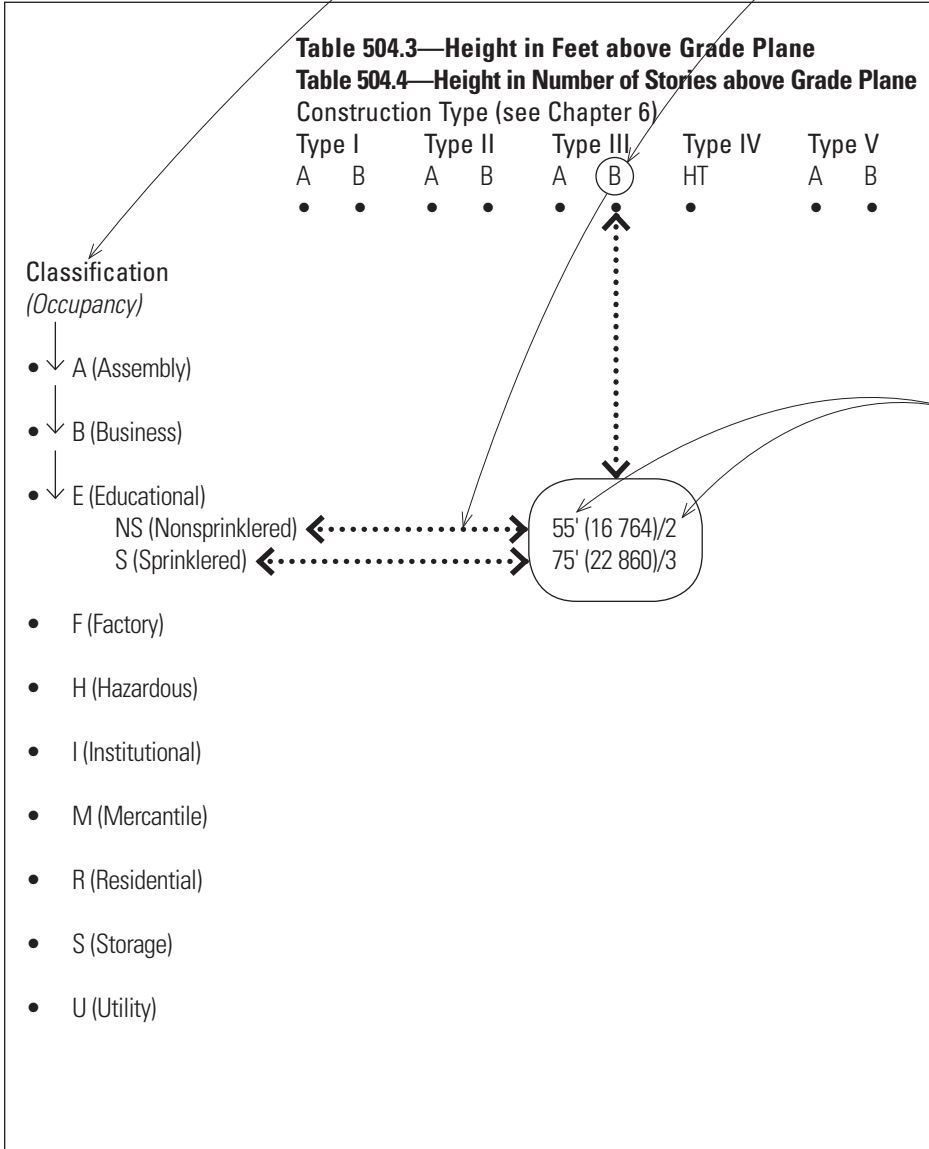 Table 504.3—Height in Feet above Grade Plane
Table 504.4—Height in Number of Stories above Grade Plane
Construction Type (see Chapter 6)
Type I Type II Type III Type IV Type V
A B A B A B HT A B
Classification
(Occupancy)
• A (Assembly)
• B (Business)
• E (Educational)
NS (Nonsprinklered) 55' (16 764)/2
S (Sprinklered) 75' (22 860)/3
• F (Factory)
• H (Hazardous)
• I (Institutional)
• M (Mercantile)
• R (Residential)
• S (Storage)
• U (Utility)